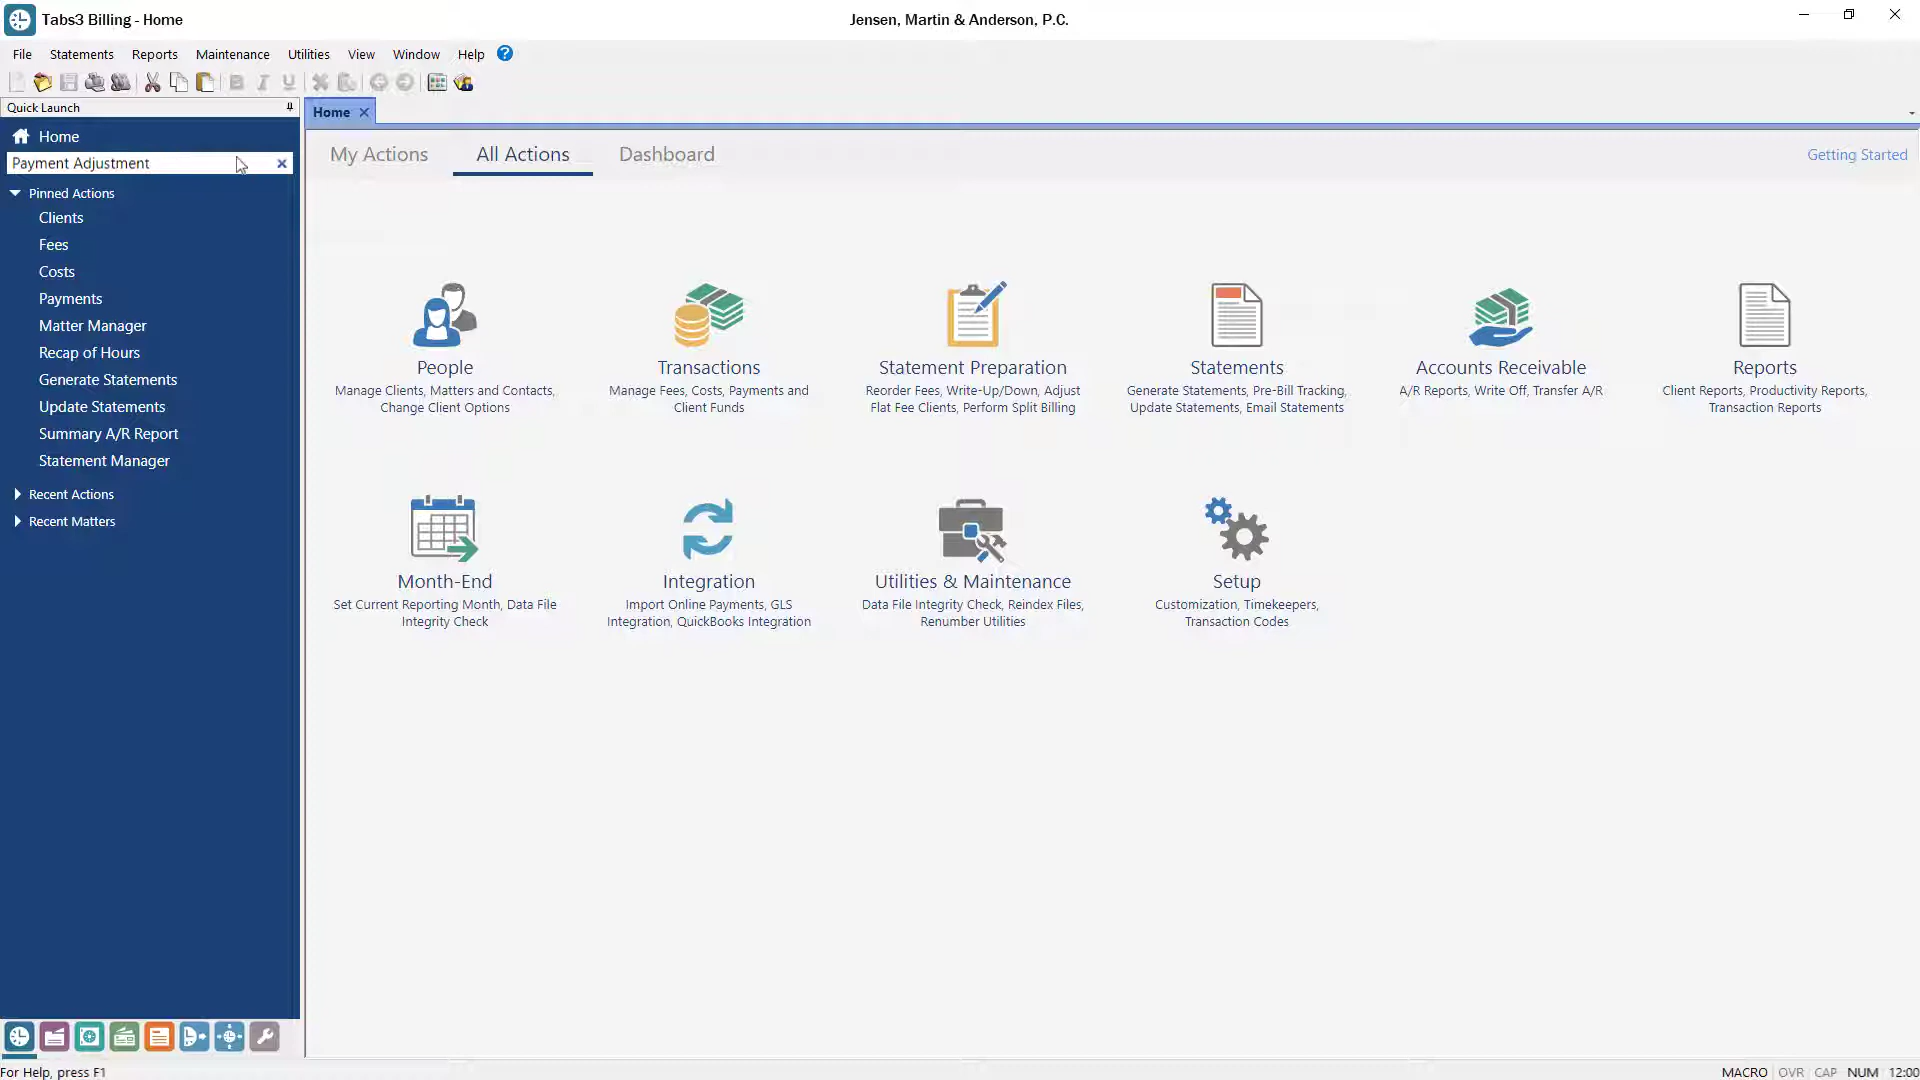 Tabs3 Billing - Home
Jensen, Martin & Anderson, P.C.
File Statements Reports Maintenance Utilities View Window Help
Quick Launch
Home
Home
Payment Adjustment
My Actions All Actions Dashboard Getting Started
Pinned Actions
Clients
Fees
Costs
Payments
Matter Manager
Recap of Hours
Generate Statements
Update Statements
Summary A/R Report
Statement Manager
Recent Actions
Recent Matters
People
Manage Clients, Matters and Contacts,
Change Client Options
Transactions
Manage Fees, Costs, Payments and
Client Funds
Statement Preparation
Reorder Fees, Write-Up/Down, Adjust
Flat Fee Clients, Perform Split Billing
Statements
Generate Statements, Pre-Bill Tracking,
Update Statements, Email Statements
Accounts Receivable
A/R Reports, Write Off, Transfer A/R
Reports
Client Reports, Productivity Reports,
Transaction Reports
Month-End
Set Current Reporting Month, Data File
Integrity Check
Integration
Import Online Payments, GLS
Integration, QuickBooks Integration
Utilities & Maintenance
Data File Integrity Check, Reindex Files,
Renumber Utilities
Setup
Customization, Timekeepers,
Transaction Codes
For Help, press F1
MACRO OVR CAP NUM 12:00